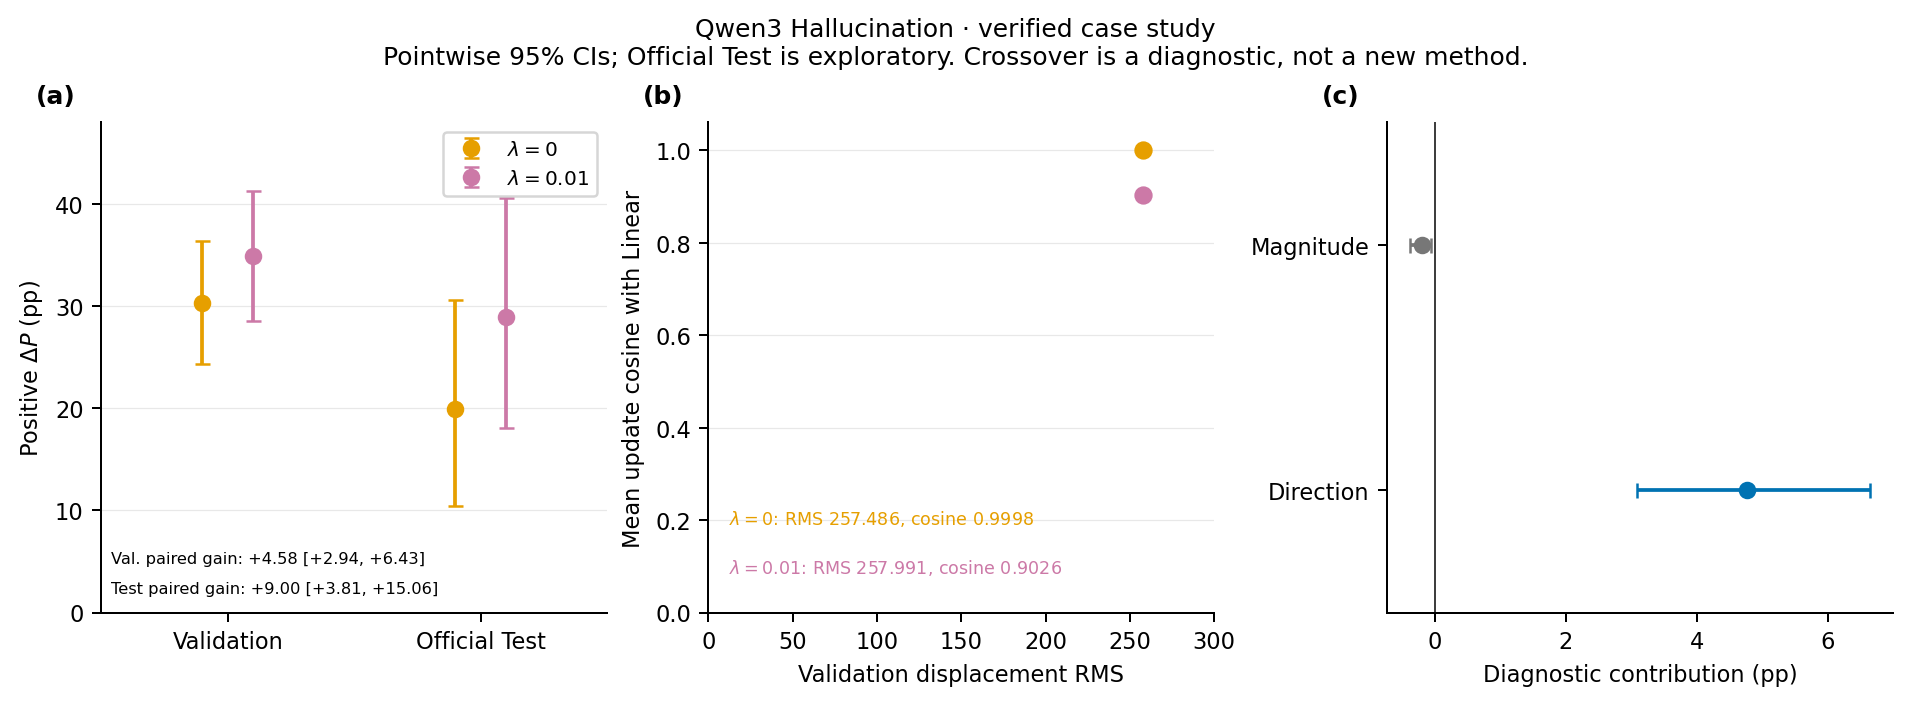 Qwen3 Hallucination · verified case study
Pointwise 95% CIs; Official Test is exploratory. Crossover is a diagnostic, not a new method.
(a)
Positive ΔP (pp)
40
30
20
10
0
λ = 0
λ = 0.01
Val. paired gain: +4.58 [+2.94, +6.43]
Test paired gain: +9.00 [+3.81, +15.06]
Validation
Official Test
(b)
Mean update cosine with Linear
1.0
0.8
0.6
0.4
0.2
0.0
λ = 0: RMS 257.486, cosine 0.9998
λ = 0.01: RMS 257.991, cosine 0.9026
0 50 100 150 200 250 300
Validation displacement RMS
(c)
Magnitude
Direction
0 2 4 6
Diagnostic contribution (pp)